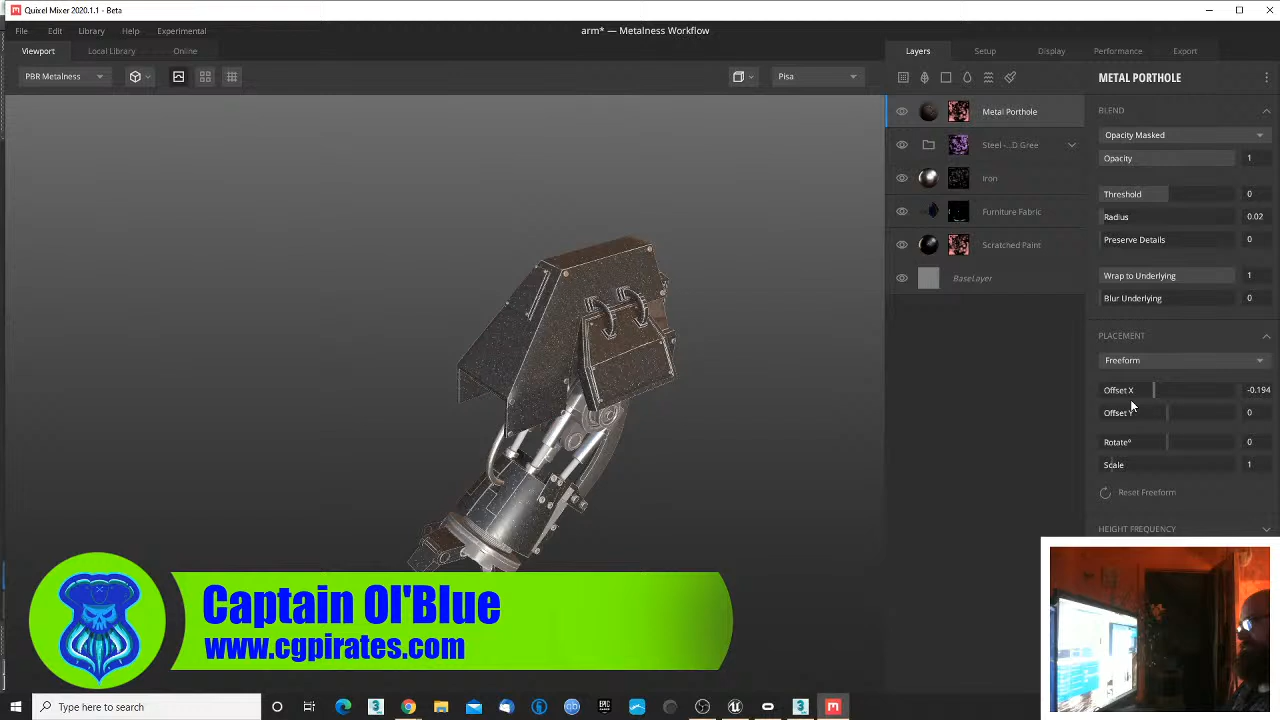 Quixel Mixer 2020.1.1 - Beta
File Edit Library Help Experimental
arm* — Metalness Workflow
Viewport Local Library Online
Layers Setup Display Performance Export
PBR Metalness
Pisa
METAL PORTHOLE
Metal Porthole
Steel -...D Gree
Iron
Furniture Fabric
Scratched Paint
BaseLayer
BLEND
Opacity Masked
Opacity 1
Threshold 0
Radius 0.02
Preserve Details 0
Wrap to Underlying 1
Blur Underlying 0
PLACEMENT
Freeform
Offset X -0.194
Offset Y 0
Rotate° 0
Scale 1
Reset Freeform
HEIGHT FREQUENCY
Captain Ol'Blue
www.cgpirates.com
Type here to search